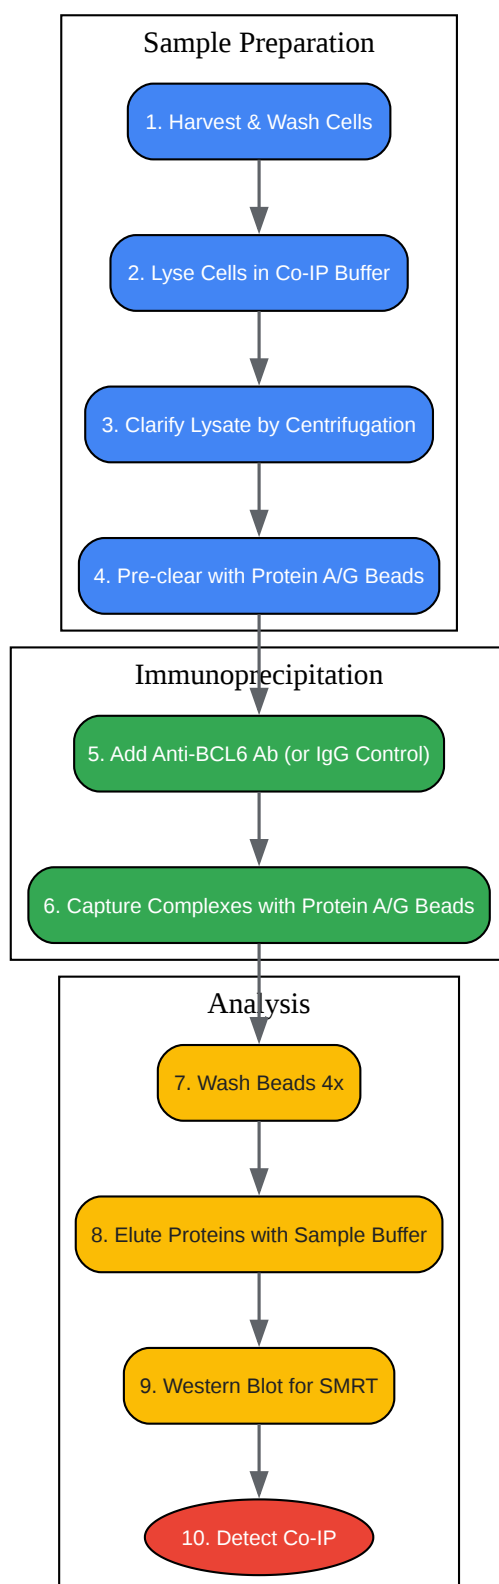 Sample Preparation
1. Harvest & Wash Cells
2. Lyse Cells in Co-IP Buffer
3. Clarify Lysate by Centrifugation
4. Pre-clear with Protein A/G Beads
Immunoprecipitation
5. Add Anti-BCL6 Ab (or IgG Control)
6. Capture Complexes with Protein A/G Beads
Analysis
7. Wash Beads 4x
8. Elute Proteins with Sample Buffer
9. Western Blot for SMRT
10. Detect Co-IP